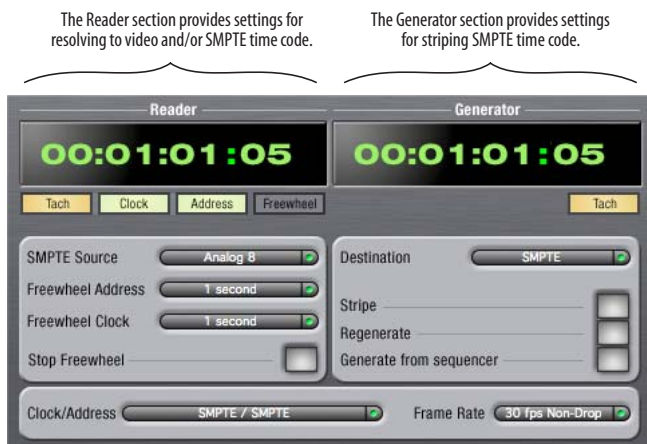 The Reader section provides settings for
resolving to video and/or SMPTE time code.
The Generator section provides settings
for striping SMPTE time code.
Reader
00:01:01:05
Tach Clock Address Freewheel
SMPTE Source Analog 8
Freewheel Address 1 second
Freewheel Clock 1 second
Stop Freewheel
Generator
00:01:01:05
Tach
Destination SMPTE
Stripe
Regenerate
Generate from sequencer
Clock/Address SMPTE / SMPTE Frame Rate 30 fps Non-Drop